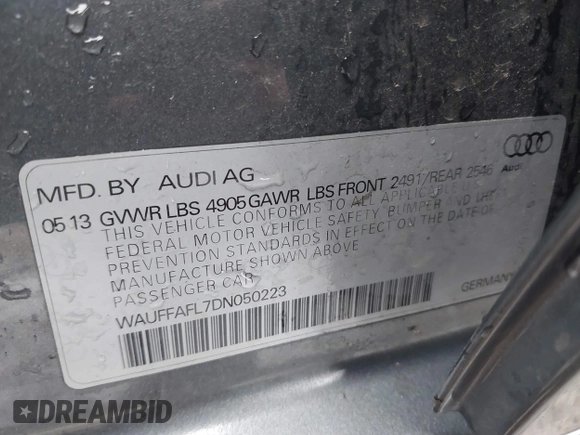 MFD. BY AUDI AG
05 13 GVWR LBS 4905 GAWR LBS FRONT 2491/REAR 2546
Audi
THIS VEHICLE CONFORMS TO ALL APPLICABLE
FEDERAL MOTOR VEHICLE SAFETY BUMPER AND
PREVENTION STANDARDS IN EFFECT ON THE DATE OF
MANUFACTURE SHOWN ABOVE
PASSENGER CAR
WAUFFAFL7DN050223
GERMANY
DREAMBID